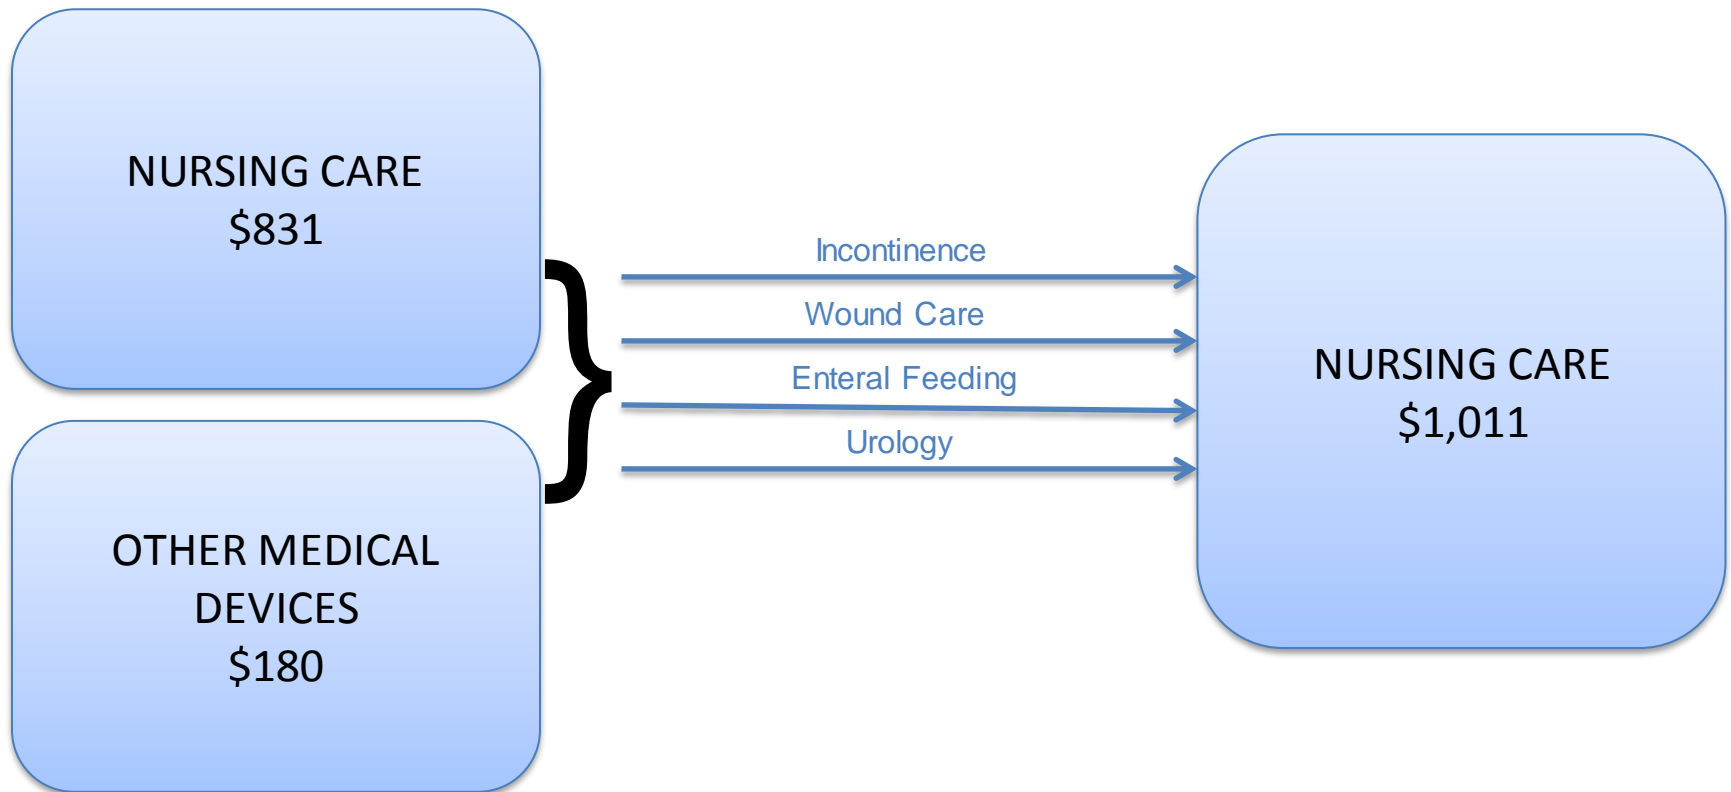 NURSING CARE
$831
OTHER MEDICAL
DEVICES
$180
}
Incontinence
Wound Care
Enteral Feeding
Urology
NURSING CARE
$1,011